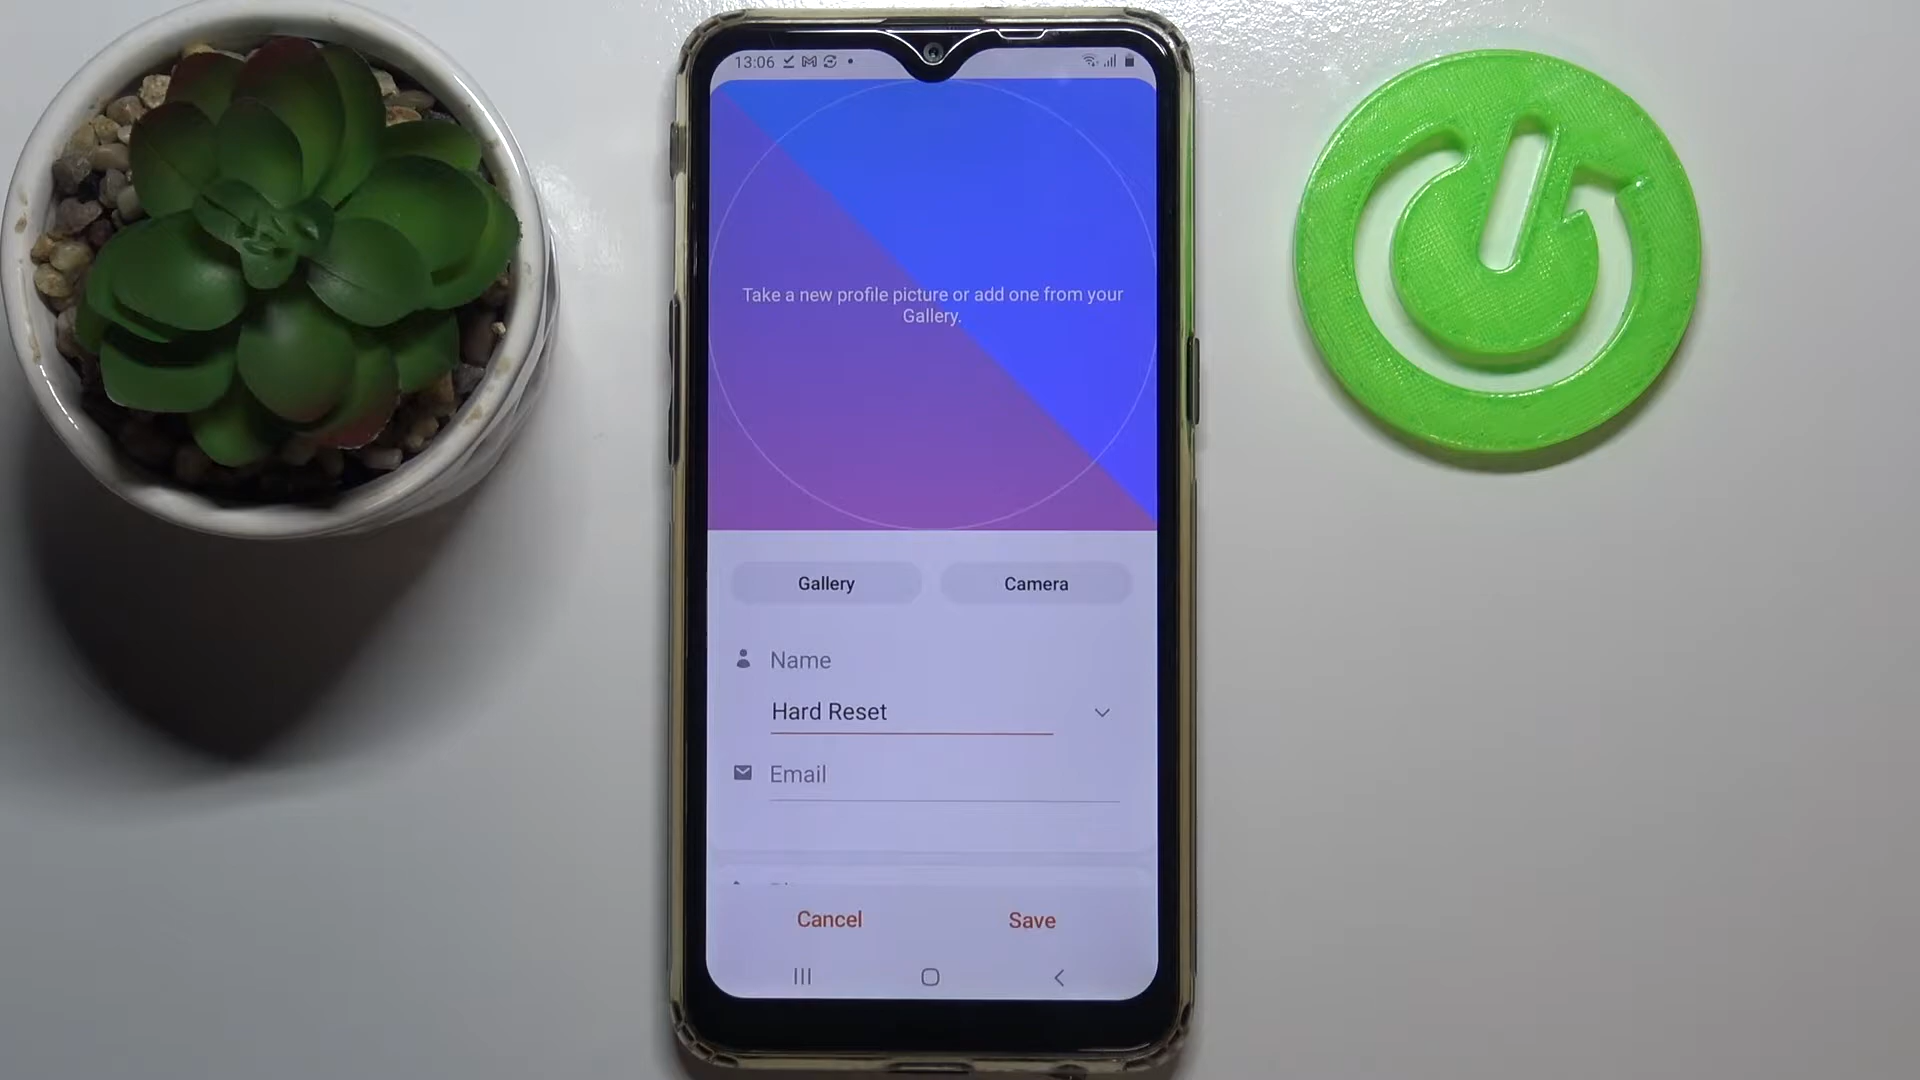 13:06
Take a new profile picture or add one from your
Gallery.
Gallery
Camera
Name
Hard Reset
Email
Cancel
Save